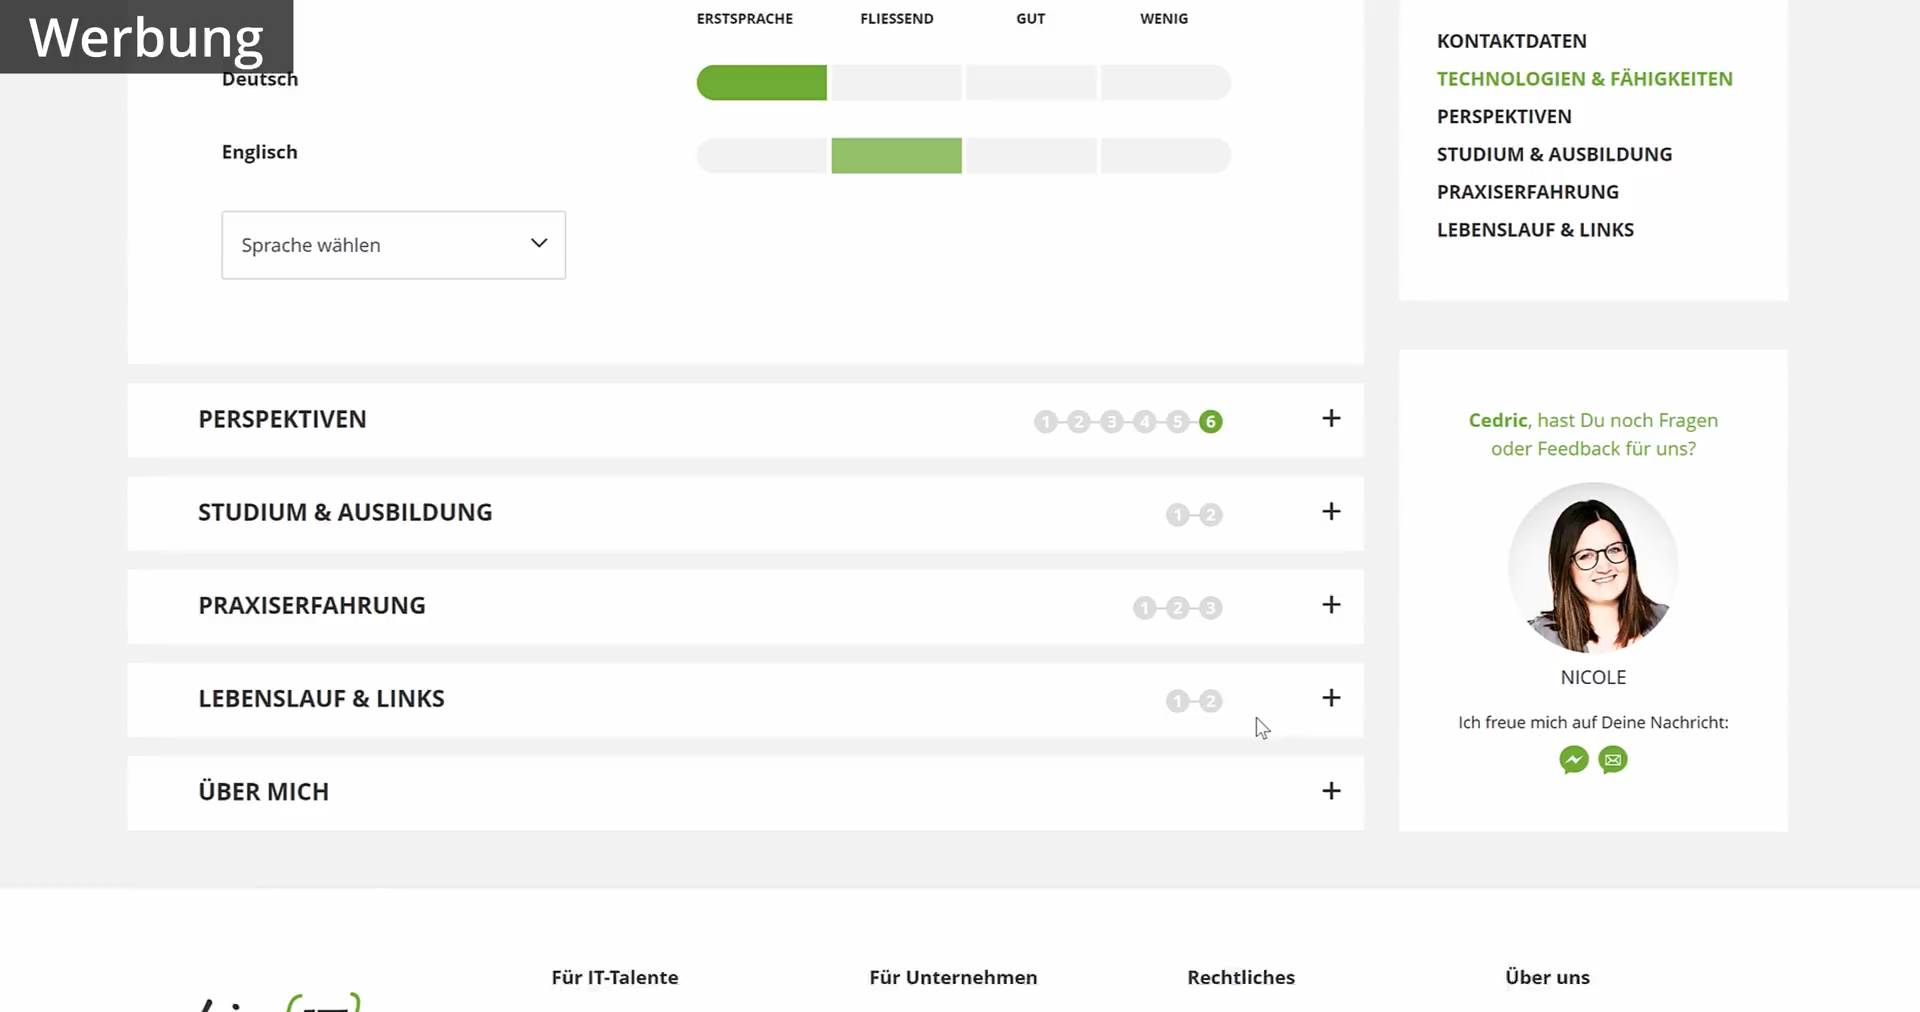 Werbung
ERSTSPRACHE FLIESSEND GUT WENIG
Deutsch
Englisch
Sprache wählen
PERSPEKTIVEN 1 2 3 4 5 6 +
STUDIUM & AUSBILDUNG 1 2 +
PRAXISERFAHRUNG 1 2 3 +
LEBENSLAUF & LINKS 1 2 +
ÜBER MICH +
KONTAKTDATEN
TECHNOLOGIEN & FÄHIGKEITEN
PERSPEKTIVEN
STUDIUM & AUSBILDUNG
PRAXISERFAHRUNG
LEBENSLAUF & LINKS
Cedric, hast Du noch Fragen
oder Feedback für uns?
NICOLE
Ich freue mich auf Deine Nachricht:
Für IT-Talente Für Unternehmen Rechtliches Über uns